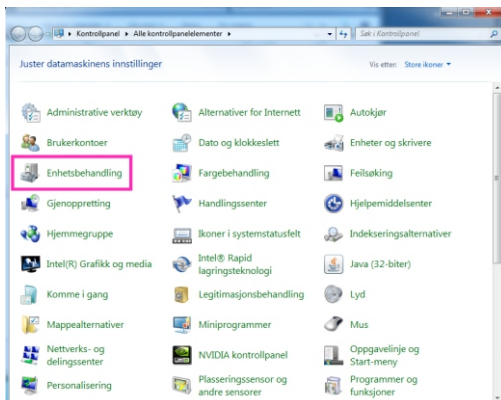 Kontrollpanel ▸ Alle kontrollpanelelementer ▸
Søk i Kontrollpanel
Juster datamaskinens innstillinger
Vis etter: Store ikoner
Administrative verktøy
Alternativer for Internett
Autokjør
Brukerkontoer
Dato og klokkeslett
Enheter og skrivere
Enhetsbehandling
Fargebehandling
Feilsøking
Gjenoppretting
Handlingssenter
Hjelpemiddelsenter
Hjemmegruppe
Ikoner i systemstatusfelt
Indekseringsalternativer
Intel(R) Grafikk og media
Intel® Rapid
lagringsteknologi
Java (32-biter)
Komme i gang
Legitimasjonsbehandling
Lyd
Mappealternativer
Miniprogrammer
Mus
Nettverks- og
delingssenter
NVIDIA kontrollpanel
Oppgavelinje og
Start-meny
Personalisering
Plasseringssensor og
andre sensorer
Programmer og
funksjoner